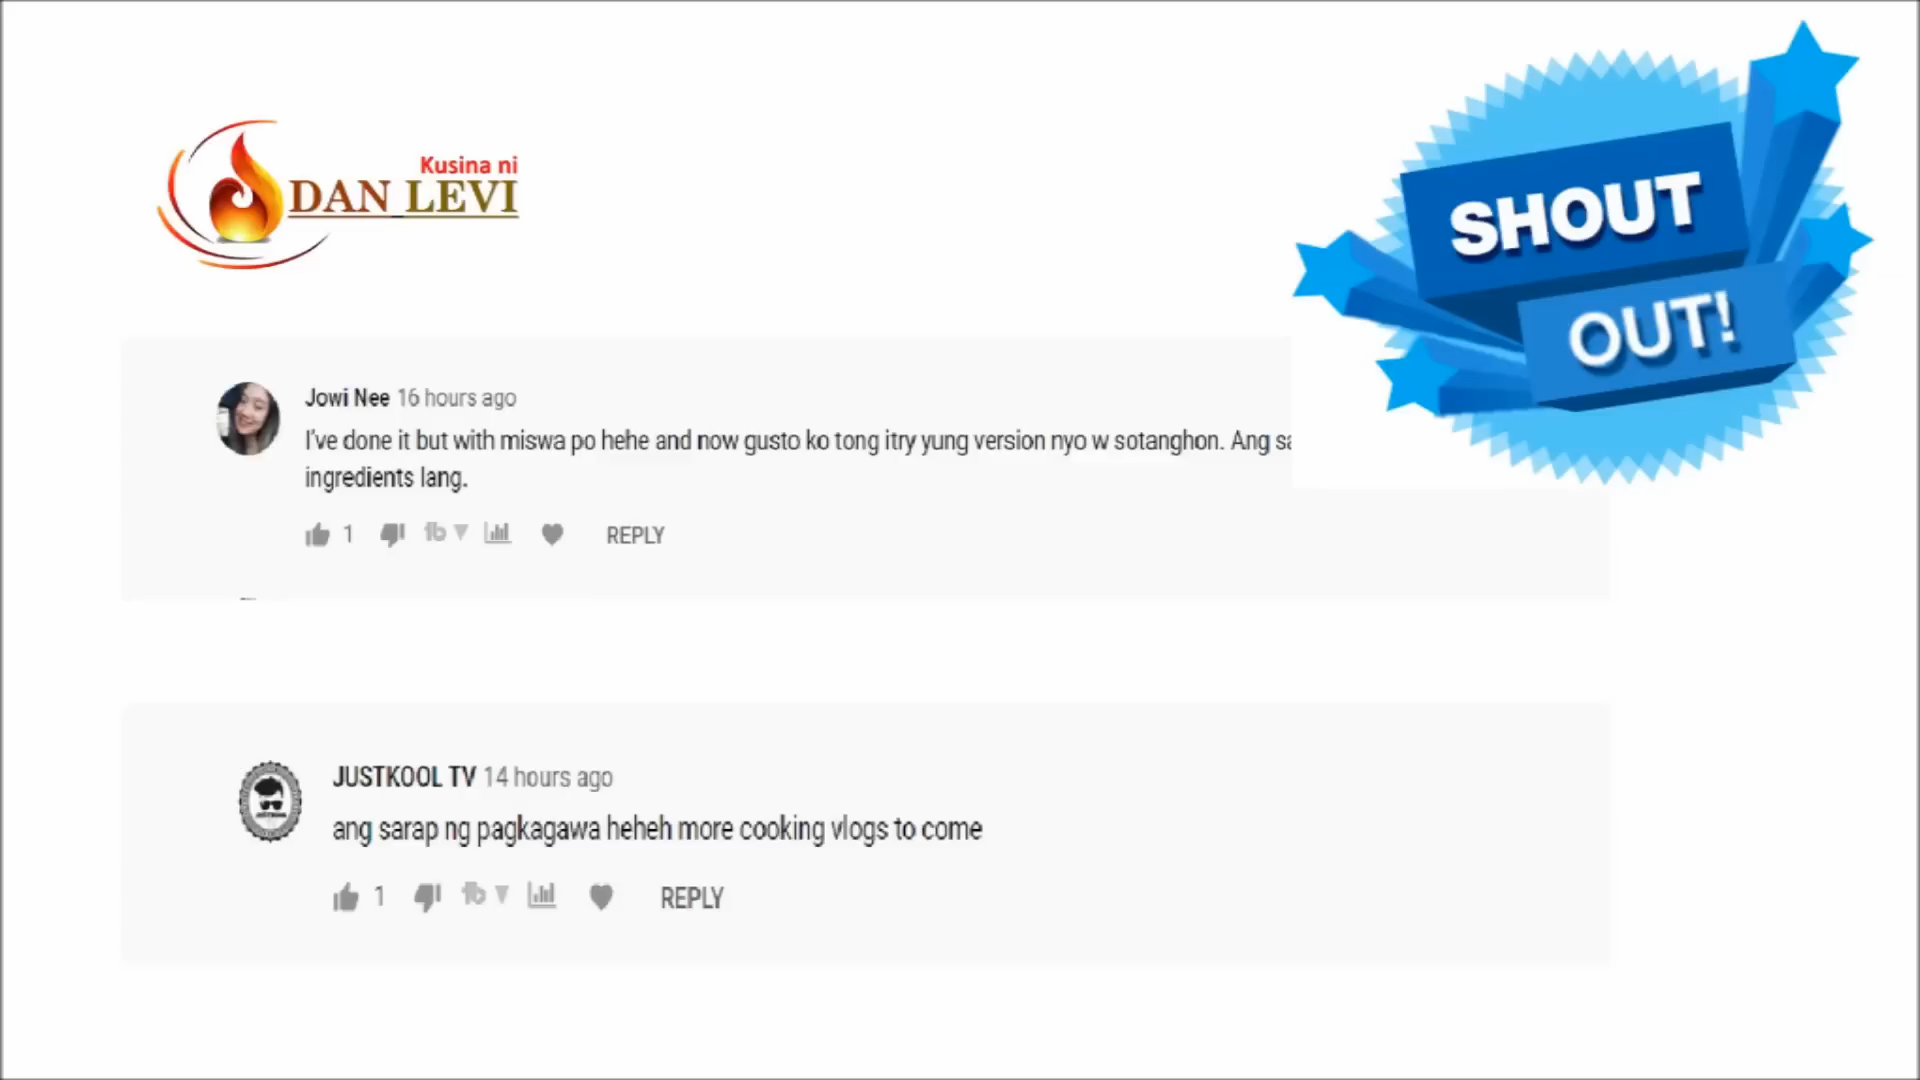 Kusina ni
DAN LEVI
SHOUT
OUT!
Jowi Nee 16 hours ago
I've done it but with miswa po hehe and now gusto ko tong itry yung version nyo w sotanghon. Ang
ingredients lang.
1 REPLY
JUSTKOOL TV 14 hours ago
ang sarap ng pagkagawa heheh more cooking vlogs to come
1 REPLY